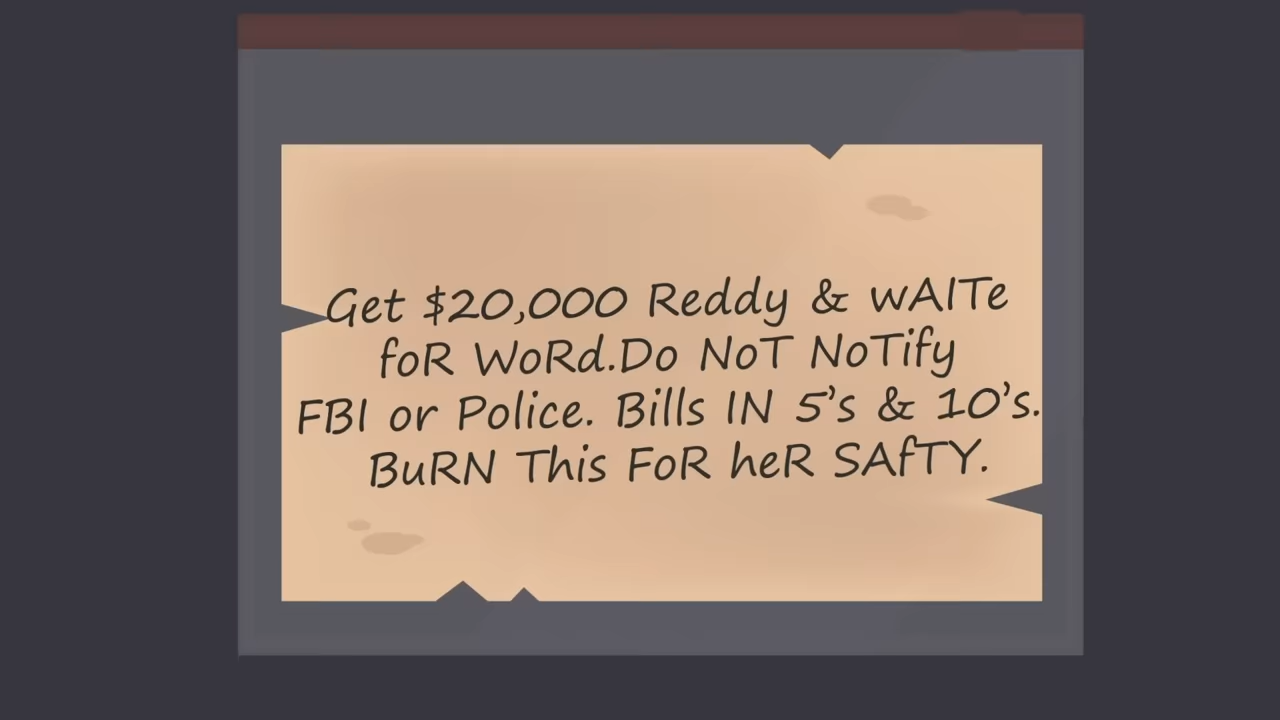 Get $20,000 Reddy & wAITe
foR WoRd.Do NoT NoTify
FBI or Police. Bills IN 5's & 10's.
BuRN This FoR heR SAfTY.